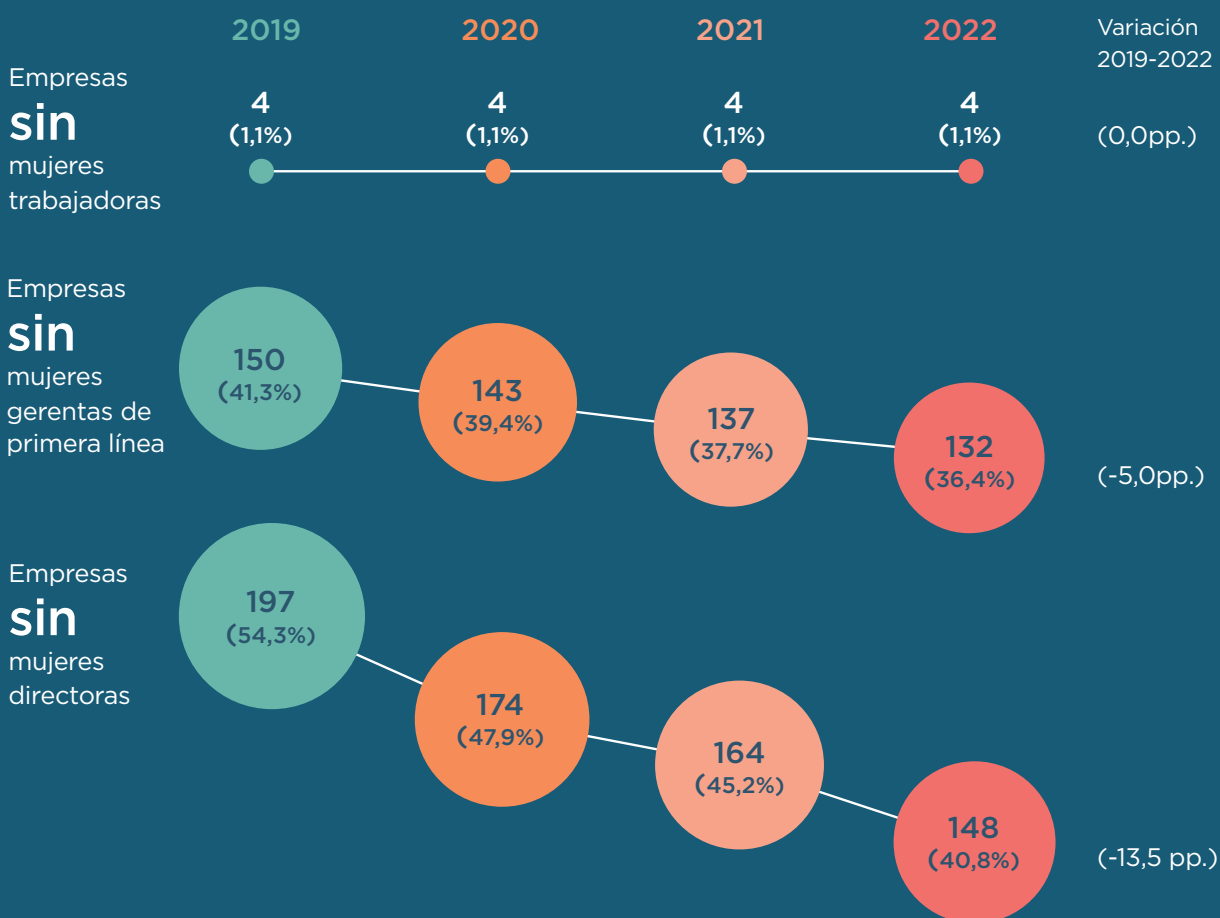 2019 2020 2021 2022 Variación
2019-2022
Empresas
sin
mujeres
trabajadoras
4 4 4 4
(1,1%) (1,1%) (1,1%) (1,1%) (0,0pp.)
Empresas
sin
mujeres
gerentas de
primera línea
150
(41,3%)
143
(39,4%)
137
(37,7%)
132
(36,4%)
(-5,0pp.)
Empresas
sin
mujeres
directoras
197
(54,3%)
174
(47,9%)
164
(45,2%)
148
(40,8%)
(-13,5 pp.)